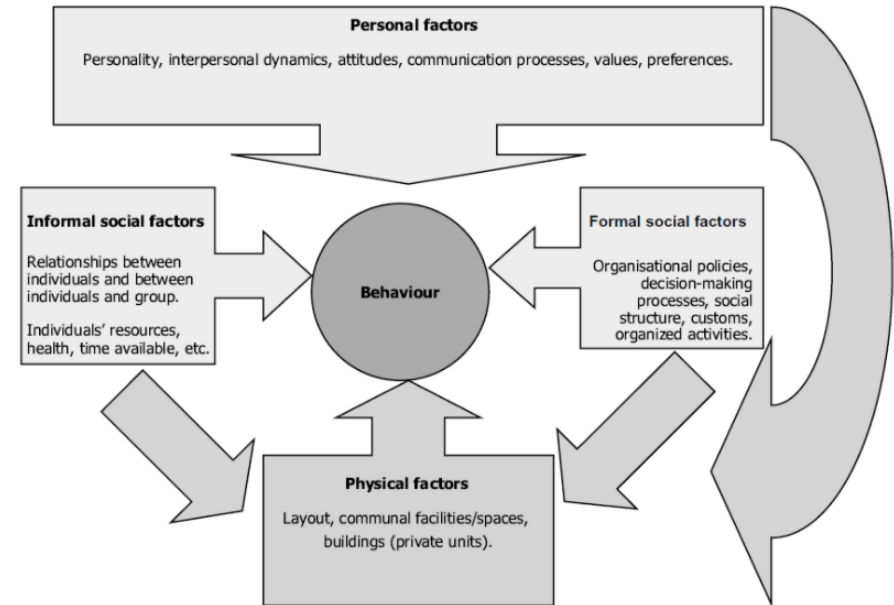 Personal factors
Personality, interpersonal dynamics, attitudes, communication processes, values, preferences.
Informal social factors
Relationships between
individuals and between
individuals and group.
Individuals’ resources,
health, time available, etc.
Behaviour
Formal social factors
Organisational policies,
decision-making
processes, social
structure, customs,
organized activities.
Physical factors
Layout, communal facilities/spaces,
buildings (private units).